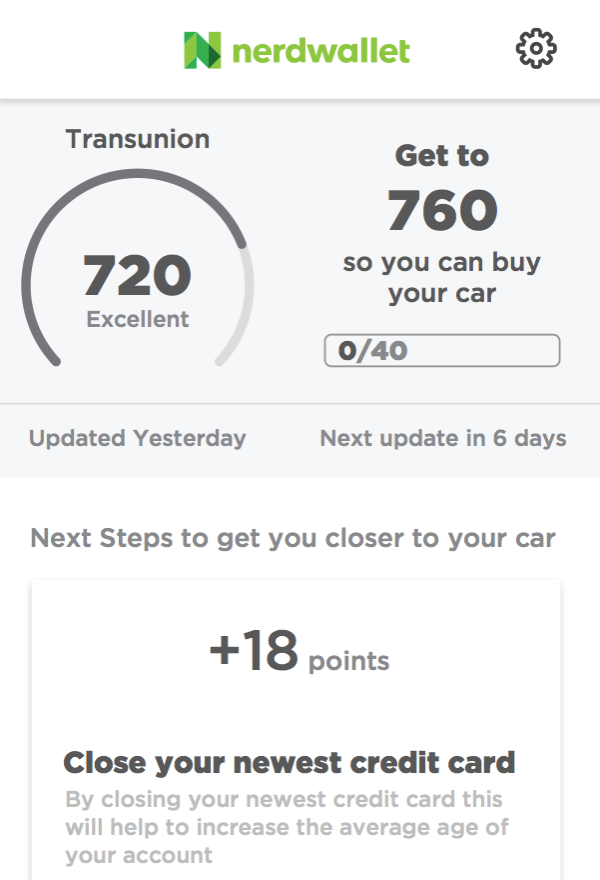 nerdwallet
Transunion
720
Excellent
Get to
760
so you can buy
your car
0/40
Updated Yesterday
Next update in 6 days
Next Steps to get you closer to your car
+18 points
Close your newest credit card
By closing your newest credit card this
will help to increase the average age of
your account